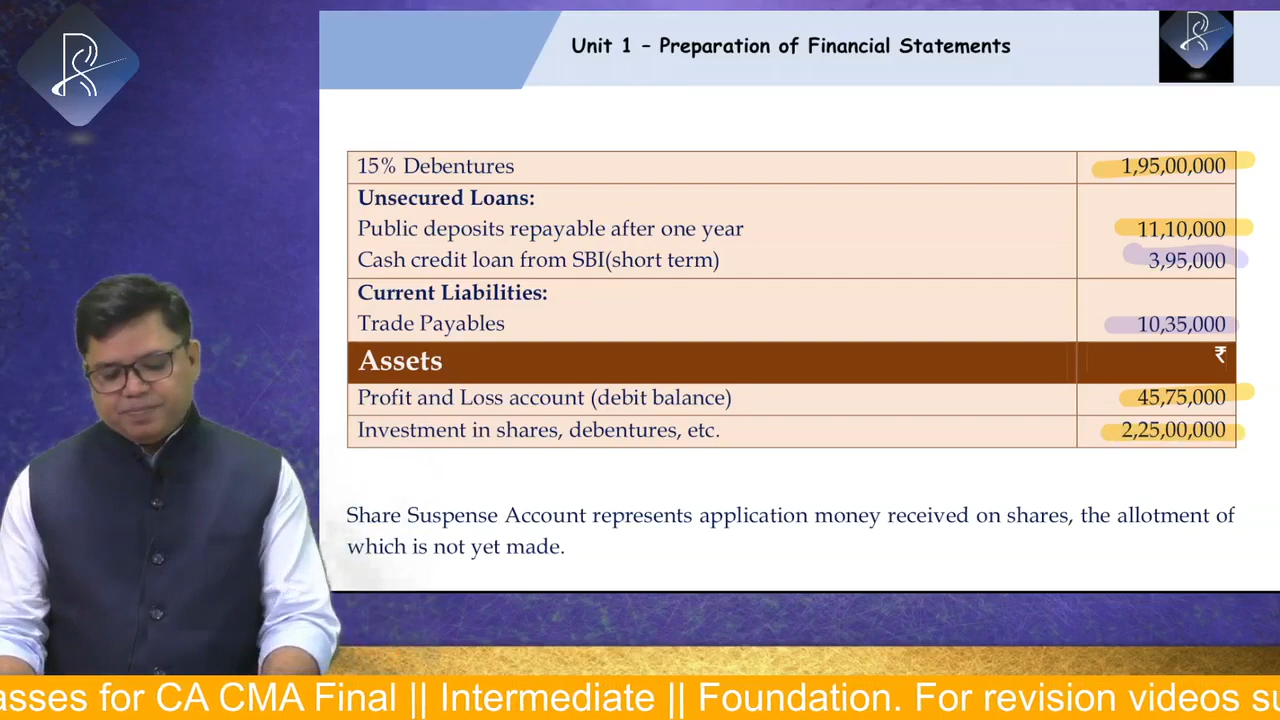 Unit 1 – Preparation of Financial Statements
15% Debentures 1,95,00,000
Unsecured Loans:
Public deposits repayable after one year 11,10,000
Cash credit loan from SBI(short term) 3,95,000
Current Liabilities:
Trade Payables 10,35,000
Assets ₹
Profit and Loss account (debit balance) 45,75,000
Investment in shares, debentures, etc. 2,25,00,000
Share Suspense Account represents application money received on shares, the allotment of
which is not yet made.
asses for CA CMA Final || Intermediate || Foundation. For revision videos su